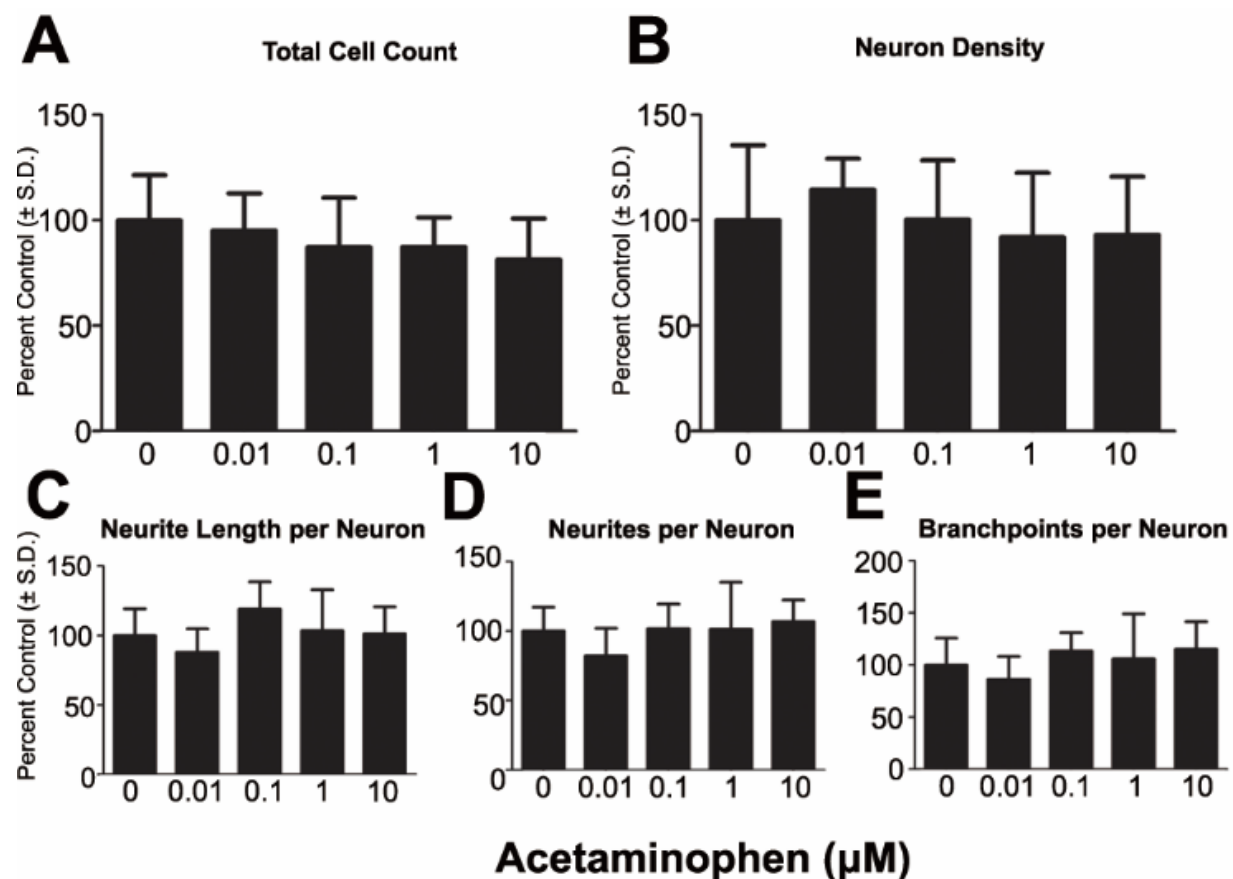 A
Total Cell Count
Percent Control (± S.D.)
150
100
50
0
0 0.01 0.1 1 10
B
Neuron Density
Percent Control (± S.D.)
150
100
50
0
0 0.01 0.1 1 10
C
Neurite Length per Neuron
Percent Control (± S.D.)
150
100
50
0
0 0.01 0.1 1 10
D
Neurites per Neuron
150
100
50
0
0 0.01 0.1 1 10
E
Branchpoints per Neuron
200
150
100
50
0
0 0.01 0.1 1 10
Acetaminophen (µM)